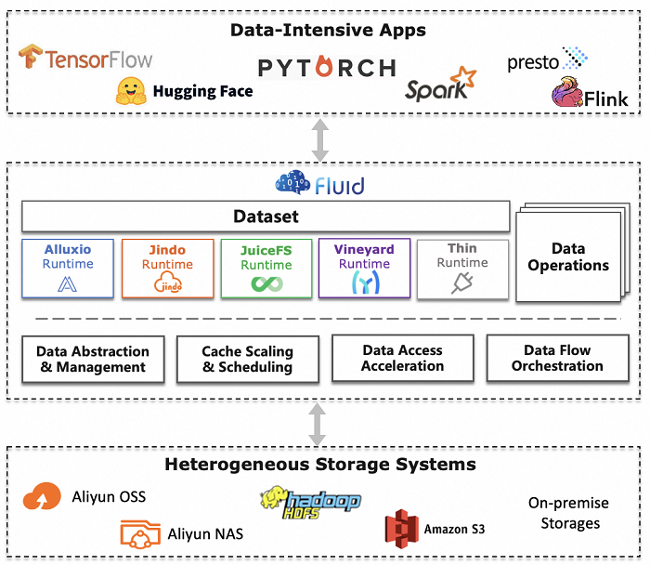 Data-Intensive Apps
TensorFlow
Hugging Face
PYTORCH
Spark
presto
Flink
Fluid
Dataset
Alluxio
Runtime
Jindo
Runtime
jindo
JuiceFS
Runtime
Vineyard
Runtime
Thin
Runtime
Data
Operations
Data Abstraction
& Management
Cache Scaling
& Scheduling
Data Access
Acceleration
Data Flow
Orchestration
Heterogeneous Storage Systems
Aliyun OSS
Aliyun NAS
hadoop
HDFS
Amazon S3
On-premise
Storages